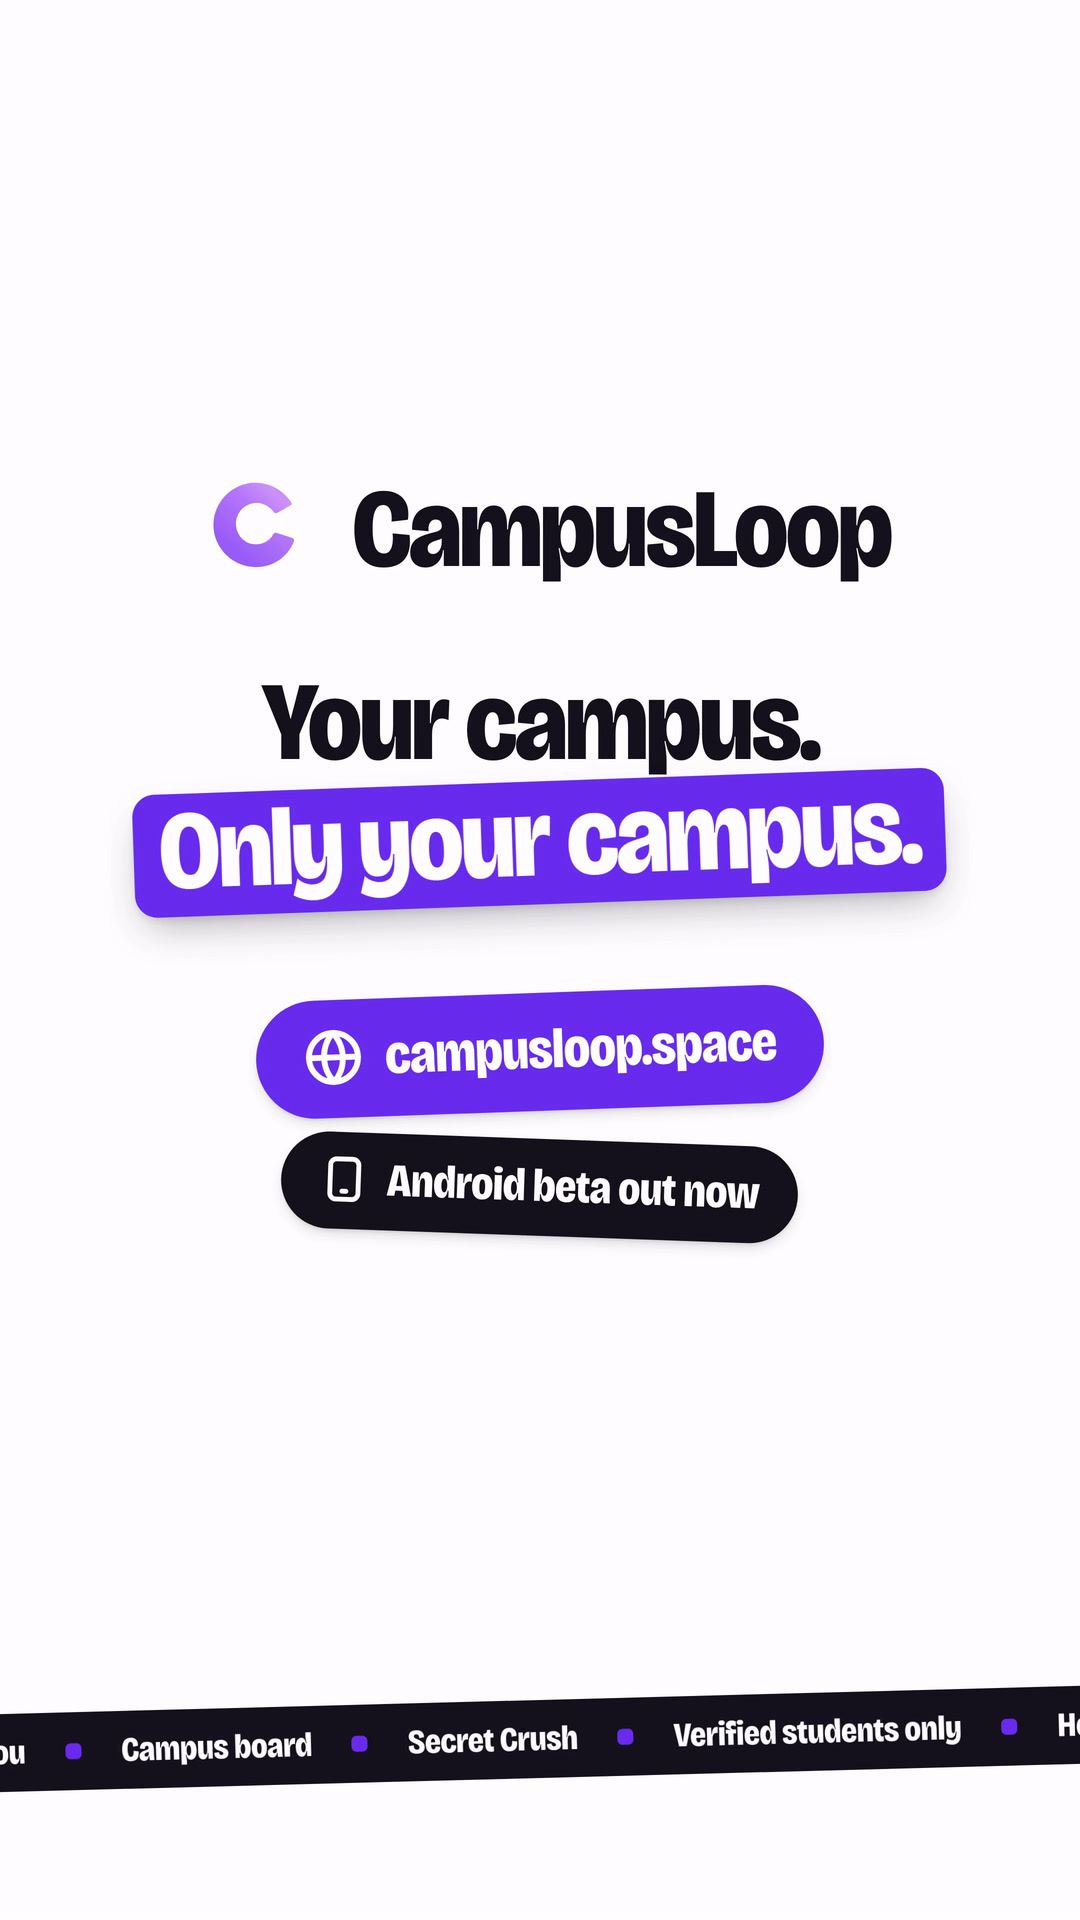 CampusLoop
Your campus.
Only your campus.
campusloop.space
Android beta out now
ou Campus board Secret Crush Verified students only